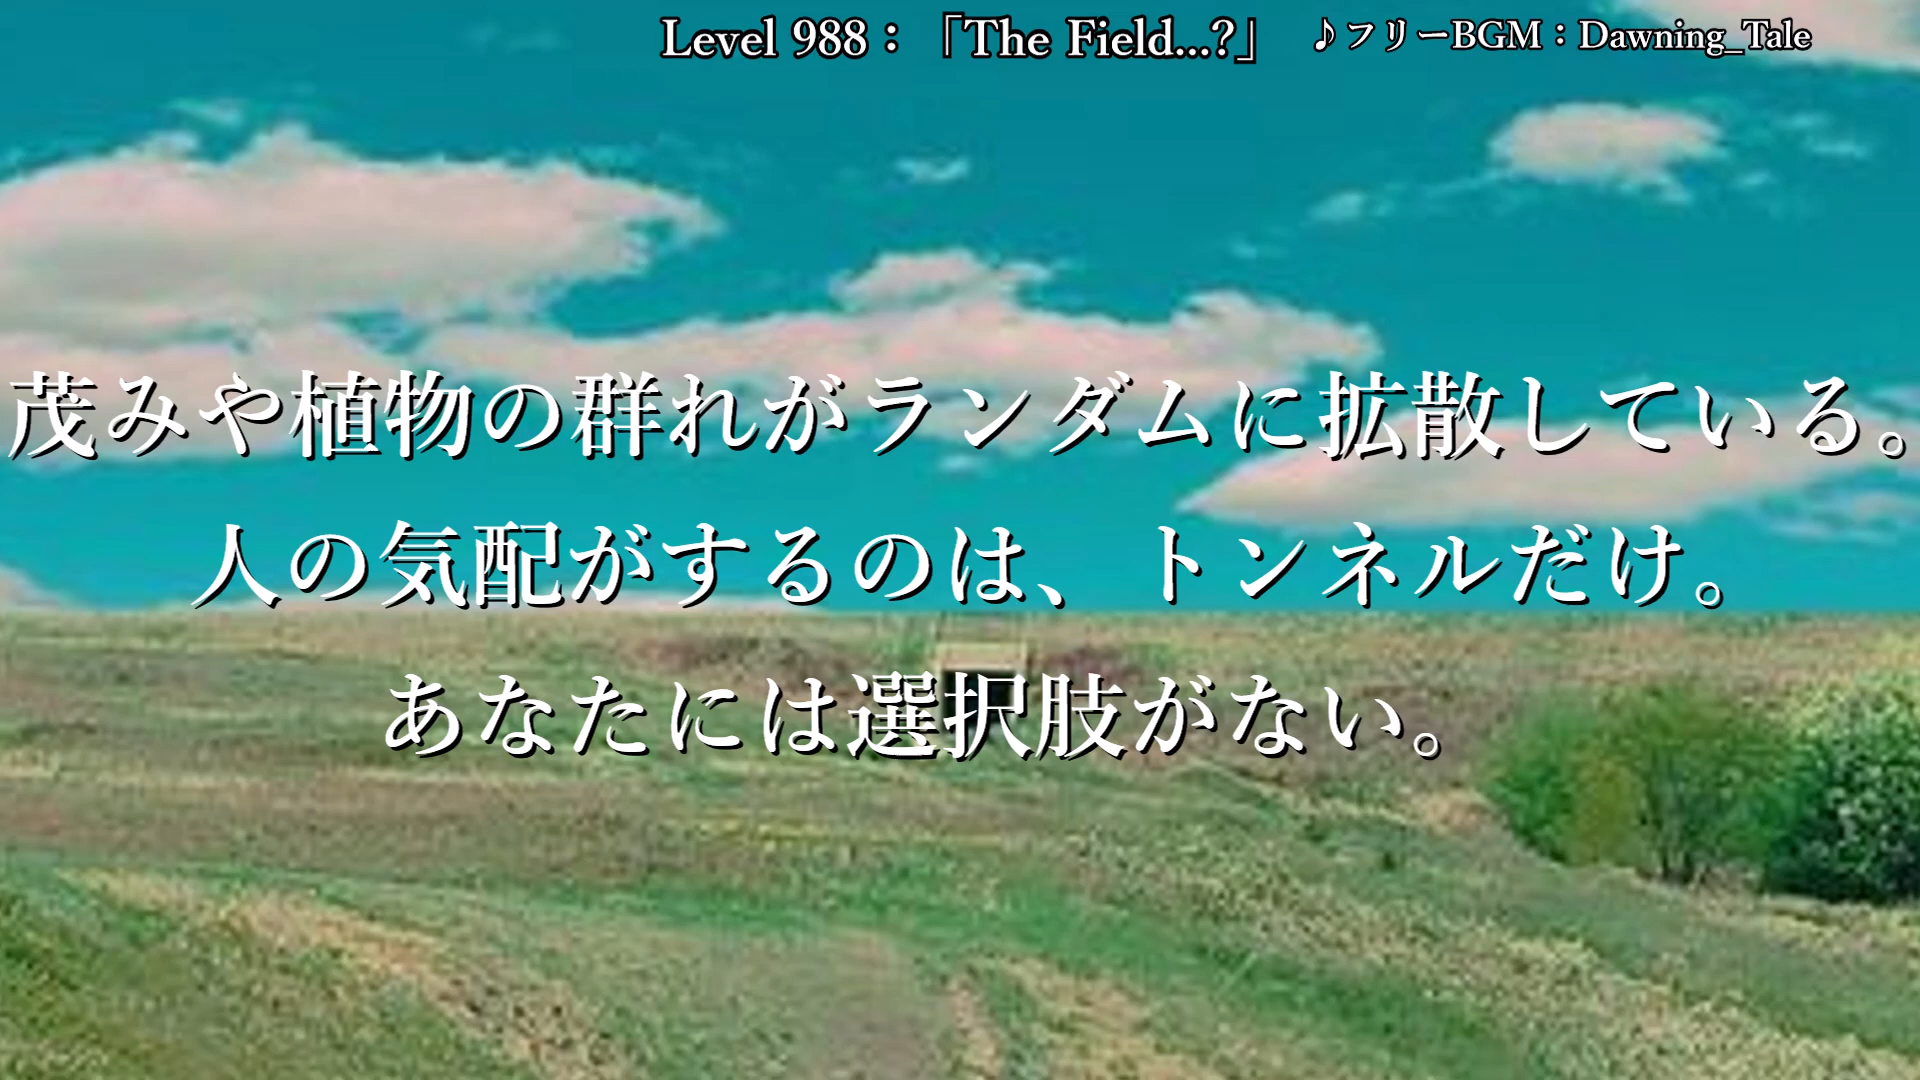 Level 988：「The Field...?」 ♪フリーBGM：Dawning_Tale
茂みや植物の群れがランダムに拡散している。
人の気配がするのは、トンネルだけ。
あなたには選択肢がない。